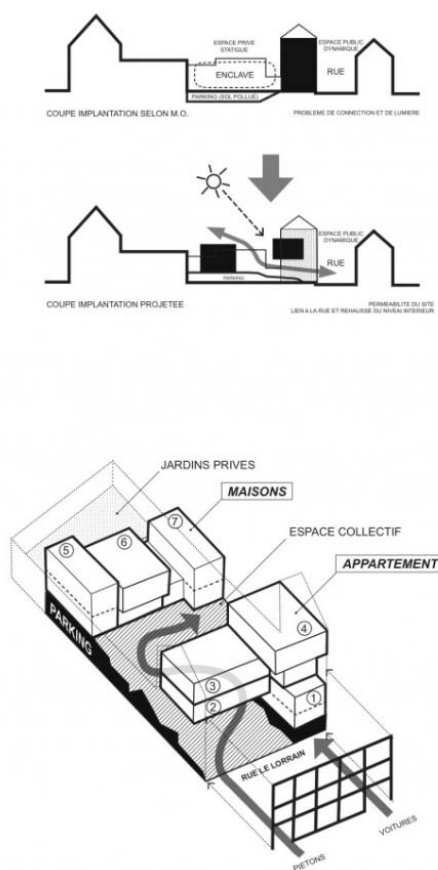 ESPACE PRIVE
STATIQUE
ESPACE PUBLIC
DYNAMIQUE
ENCLAVE
RUE
PARKING (SOL POLLUE)
COUPE IMPLANTATION SELON M.O.
PROBLEME DE CONNECTION ET DE LUMIERE
ESPACE PUBLIC
DYNAMIQUE
RUE
PARKING
COUPE IMPLANTATION PROJETEE
PERMEABILITE DU SITE
LIEN A LA RUE ET REHAUSSE DU NIVEAU INTERIEUR
JARDINS PRIVES
MAISONS
7
ESPACE COLLECTIF
6
5
APPARTEMENT
4
PARKING
3
2
1
RUE LE LORRAIN
VOITURES
PIETONS